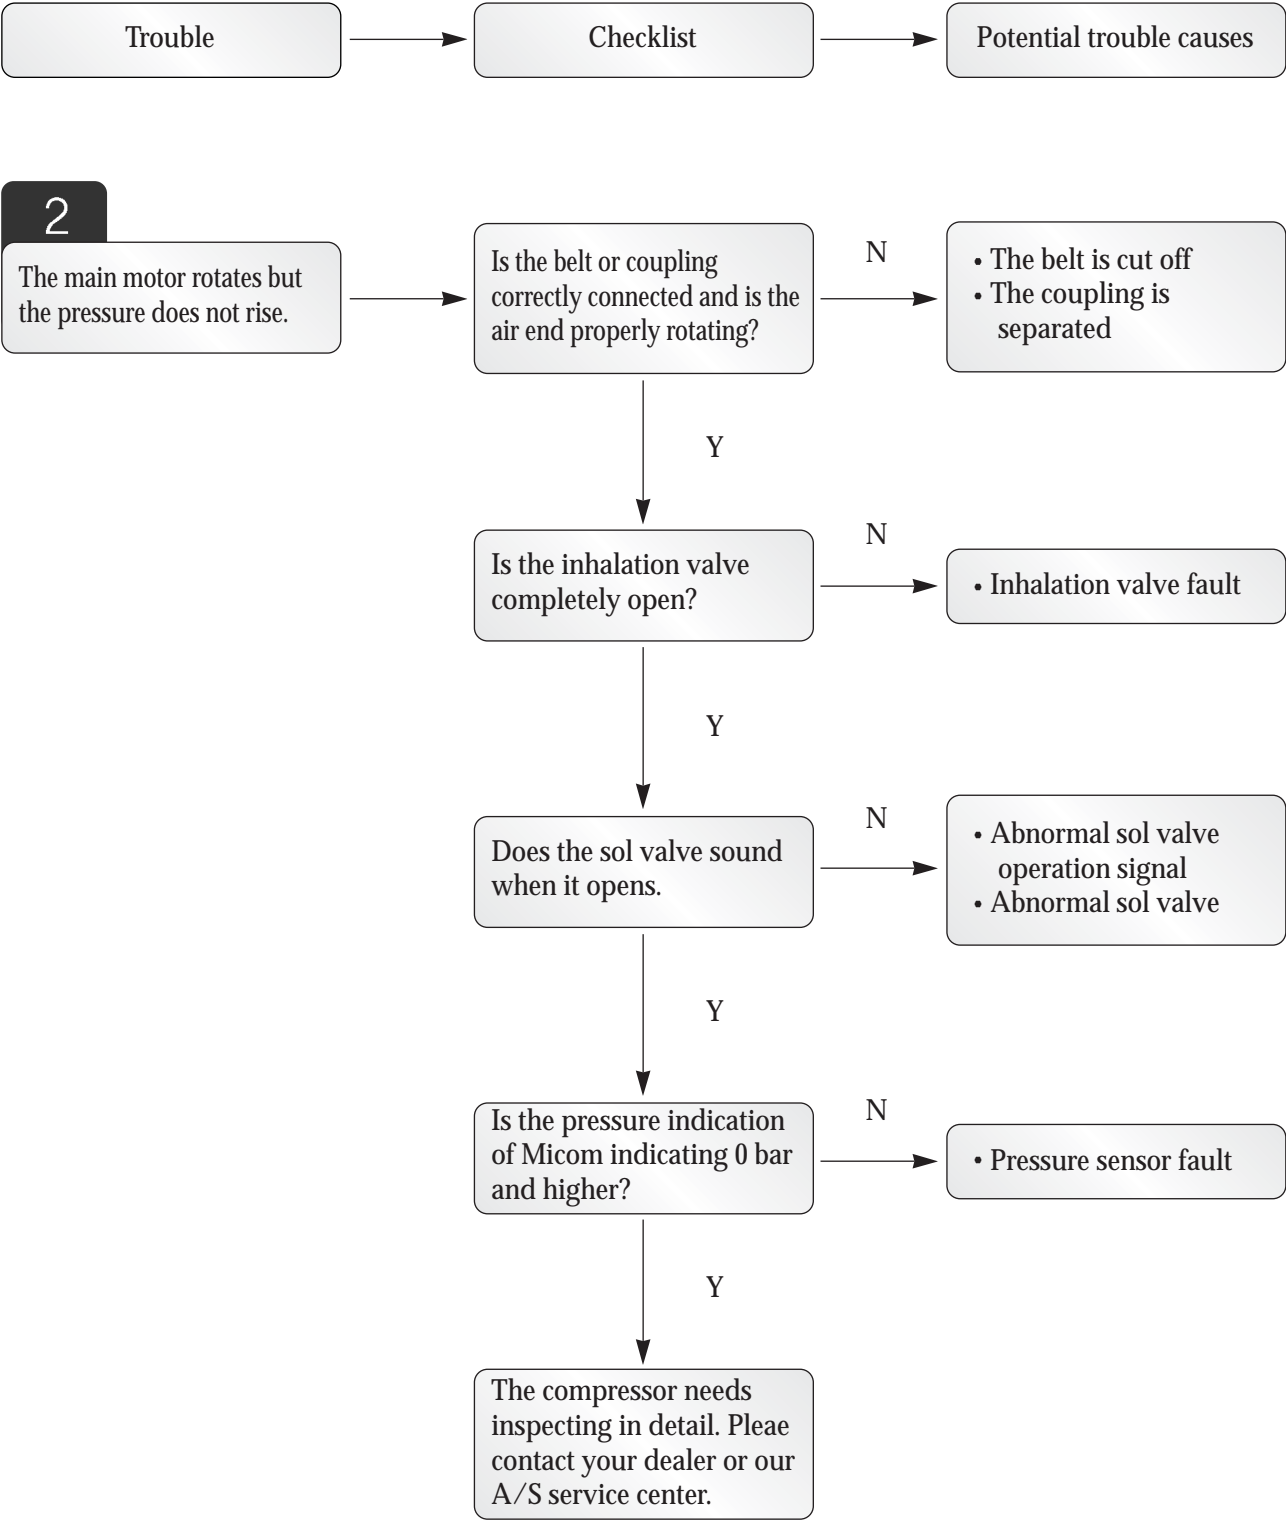 Trouble
Checklist
Potential trouble causes
2
The main motor rotates but
the pressure does not rise.
Is the belt or coupling
correctly connected and is the
air end properly rotating?
N
• The belt is cut off
• The coupling is
separated
Y
Is the inhalation valve
completely open?
N
• Inhalation valve fault
Y
Does the sol valve sound
when it opens.
N
• Abnormal sol valve
operation signal
• Abnormal sol valve
Y
Is the pressure indication
of Micom indicating 0 bar
and higher?
N
• Pressure sensor fault
Y
The compressor needs
inspecting in detail. Pleae
contact your dealer or our
A/S service center.